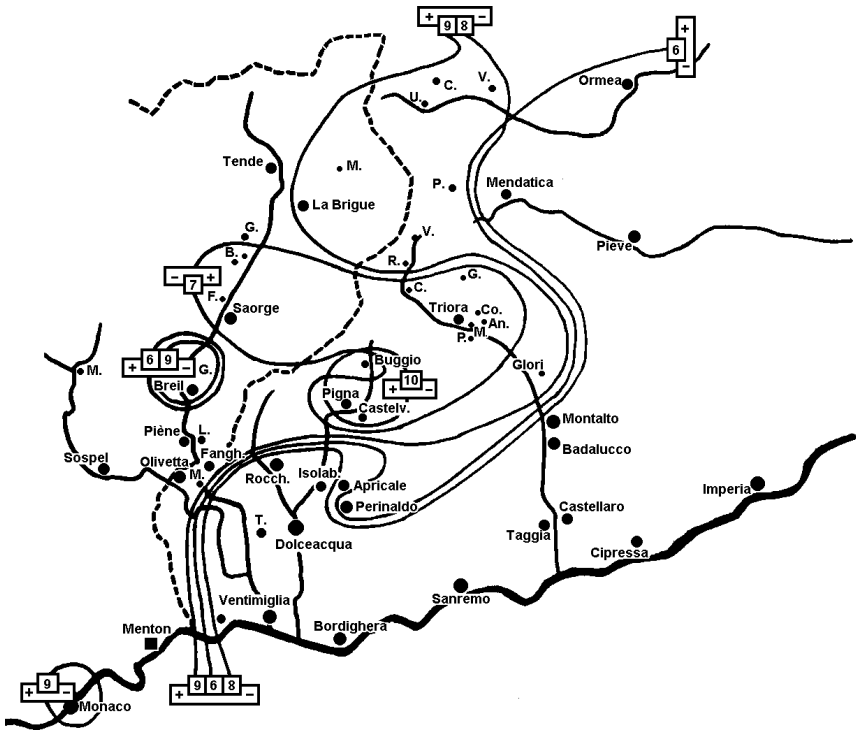 + 9 8 −
+
6
−
C.
V.
Ormea
U.
Tende
M.
P.
Mendatica
La Brigue
G.
V.
Pieve
B.
R.
− 7 +
G.
F.
C.
Saorge
Triora
Co.
An.
M.
P.
+ 6 9 −
M.
G.
Buggio
Glori
Breil
+ 10 −
Pigna
Castelv.
Montalto
Piène
L.
Badalucco
Sospel
Olivetta
Fangh.
M.
Rocch.
Isolab.
Apricale
Imperia
Perinaldo
Castellaro
T.
Taggia
Dolceacqua
Cipressa
Ventimiglia
Sanremo
Menton
Bordighera
+ 9 −
+ 9 6 8 −
Monaco